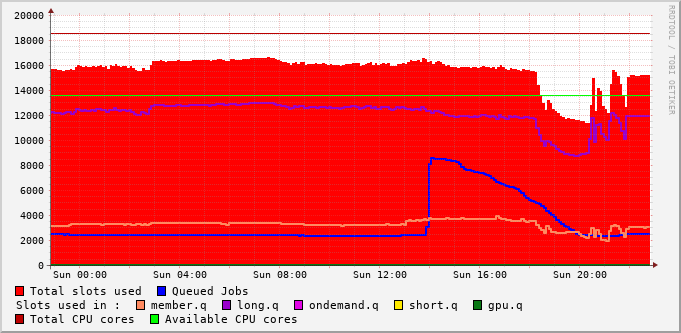 RRDTOOL / TOBI OETIKER
20000
18000
16000
14000
12000
10000
8000
6000
4000
2000
0
Sun 00:00 Sun 04:00 Sun 08:00 Sun 12:00 Sun 16:00 Sun 20:00
Total slots used Queued Jobs
Slots used in : member.q long.q ondemand.q short.q gpu.q
Total CPU cores Available CPU cores